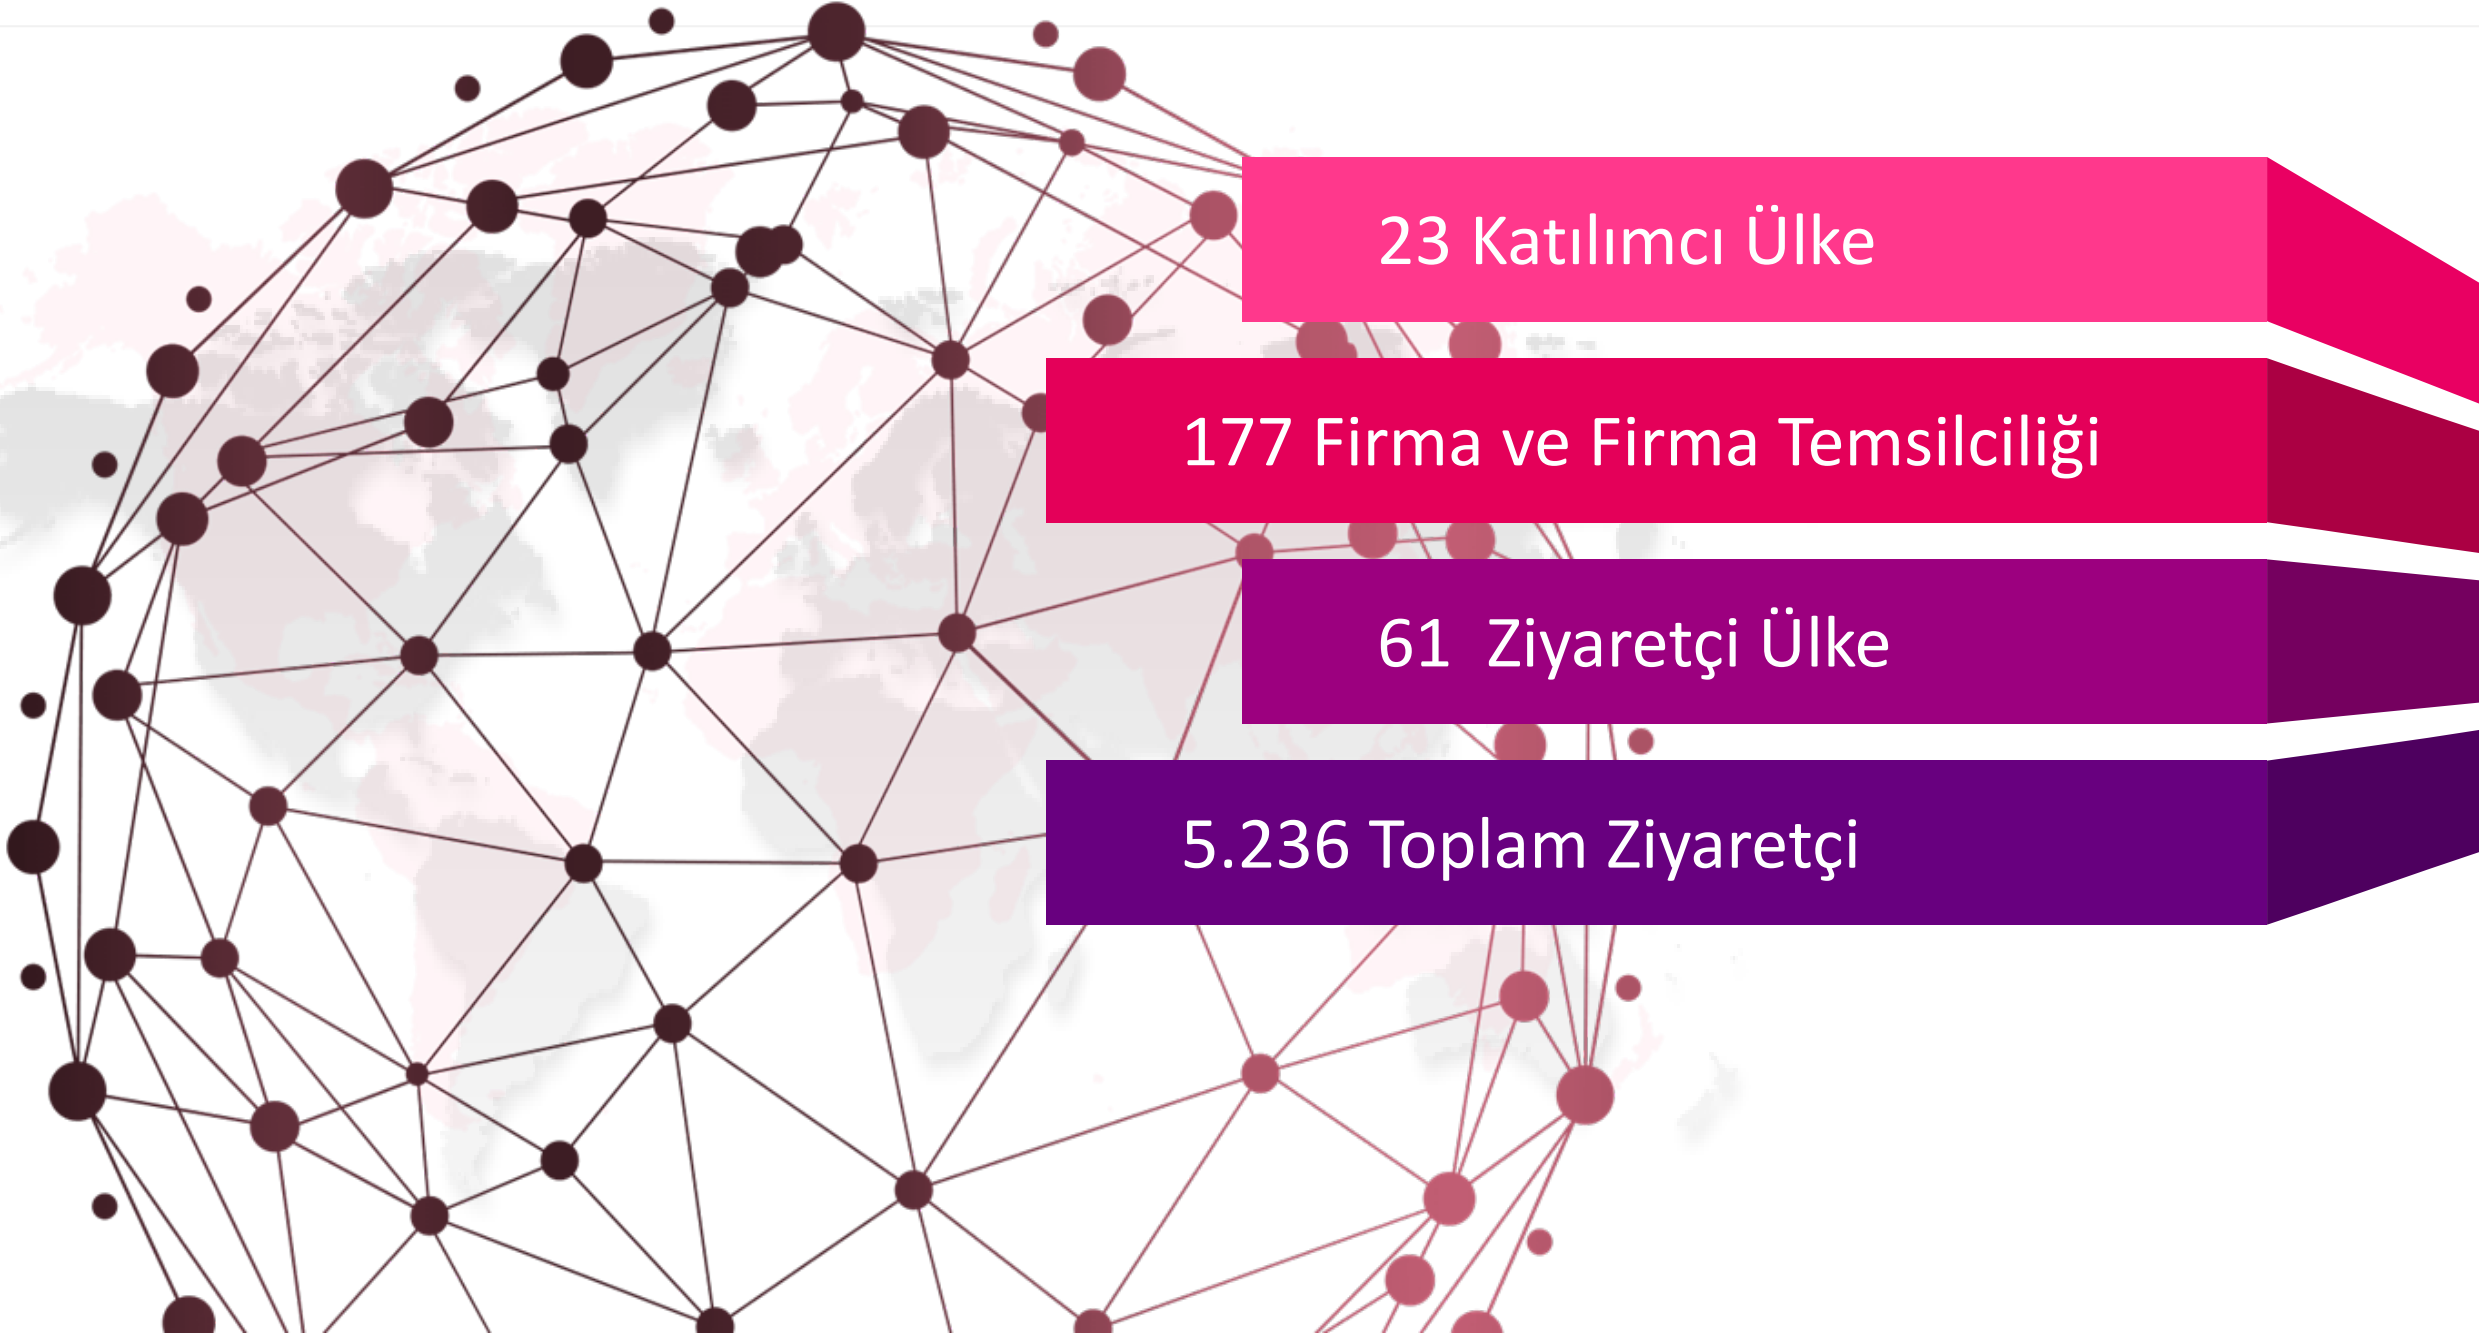 23 Katılımcı Ülke
177 Firma ve Firma Temsilciliği
61  Ziyaretçi Ülke
5.236 Toplam Ziyaretçi